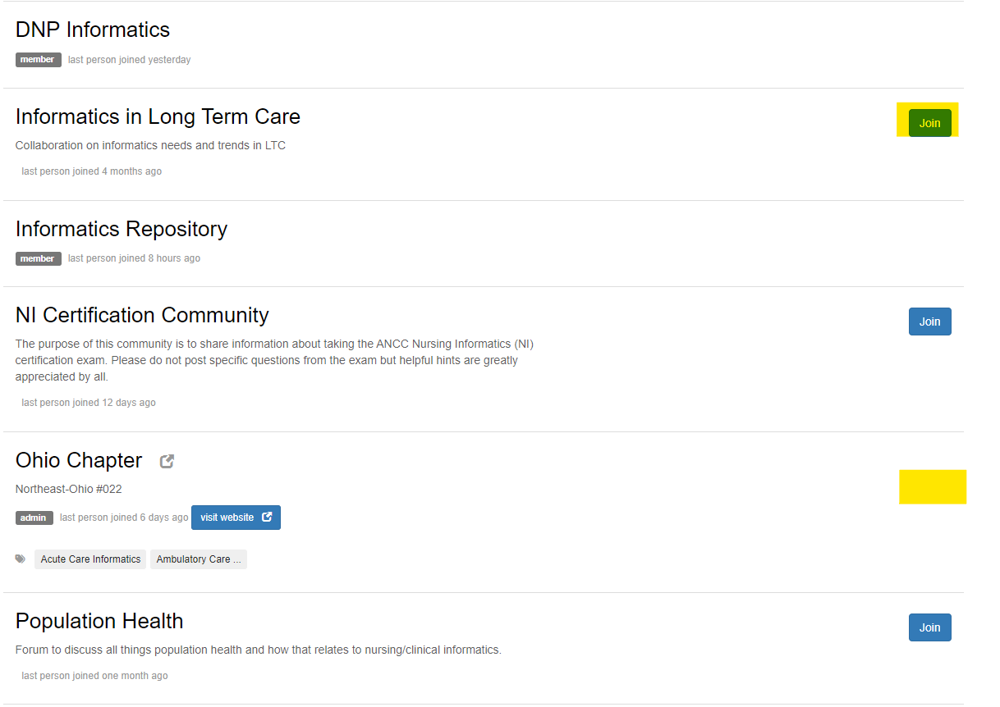 DNP Informatics
member last person joined yesterday
Informatics in Long Term Care
Join
Collaboration on informatics needs and trends in LTC
last person joined 4 months ago
Informatics Repository
member last person joined 8 hours ago
NI Certification Community
Join
The purpose of this community is to share information about taking the ANCC Nursing Informatics (NI)
certification exam. Please do not post specific questions from the exam but helpful hints are greatly
appreciated by all.
last person joined 12 days ago
Ohio Chapter
Northeast-Ohio #022
admin last person joined 6 days ago visit website
Acute Care Informatics Ambulatory Care ...
Population Health
Join
Forum to discuss all things population health and how that relates to nursing/clinical informatics.
last person joined one month ago